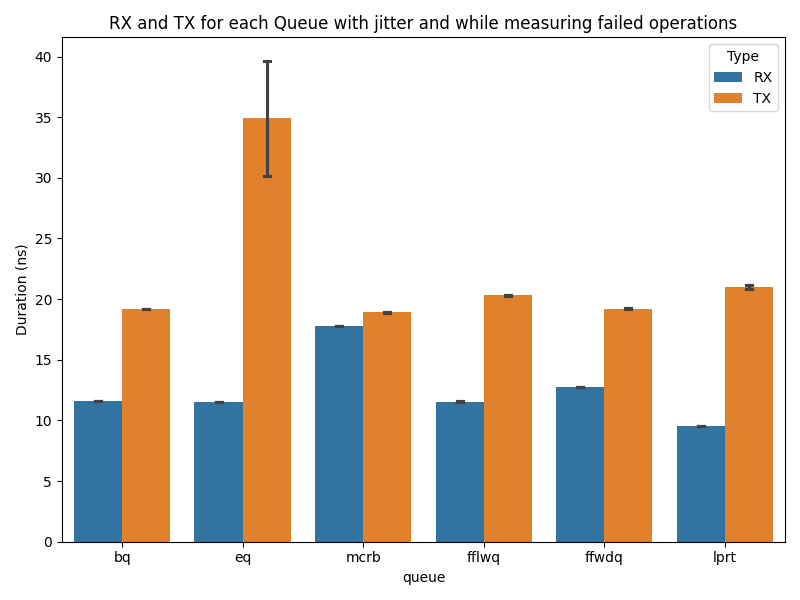 RX and TX for each Queue with jitter and while measuring failed operations
Type
RX
TX
Duration (ns)
40
35
30
25
20
15
10
5
0
bq
eq
mcrb
fflwq
ffwdq
lprt
queue